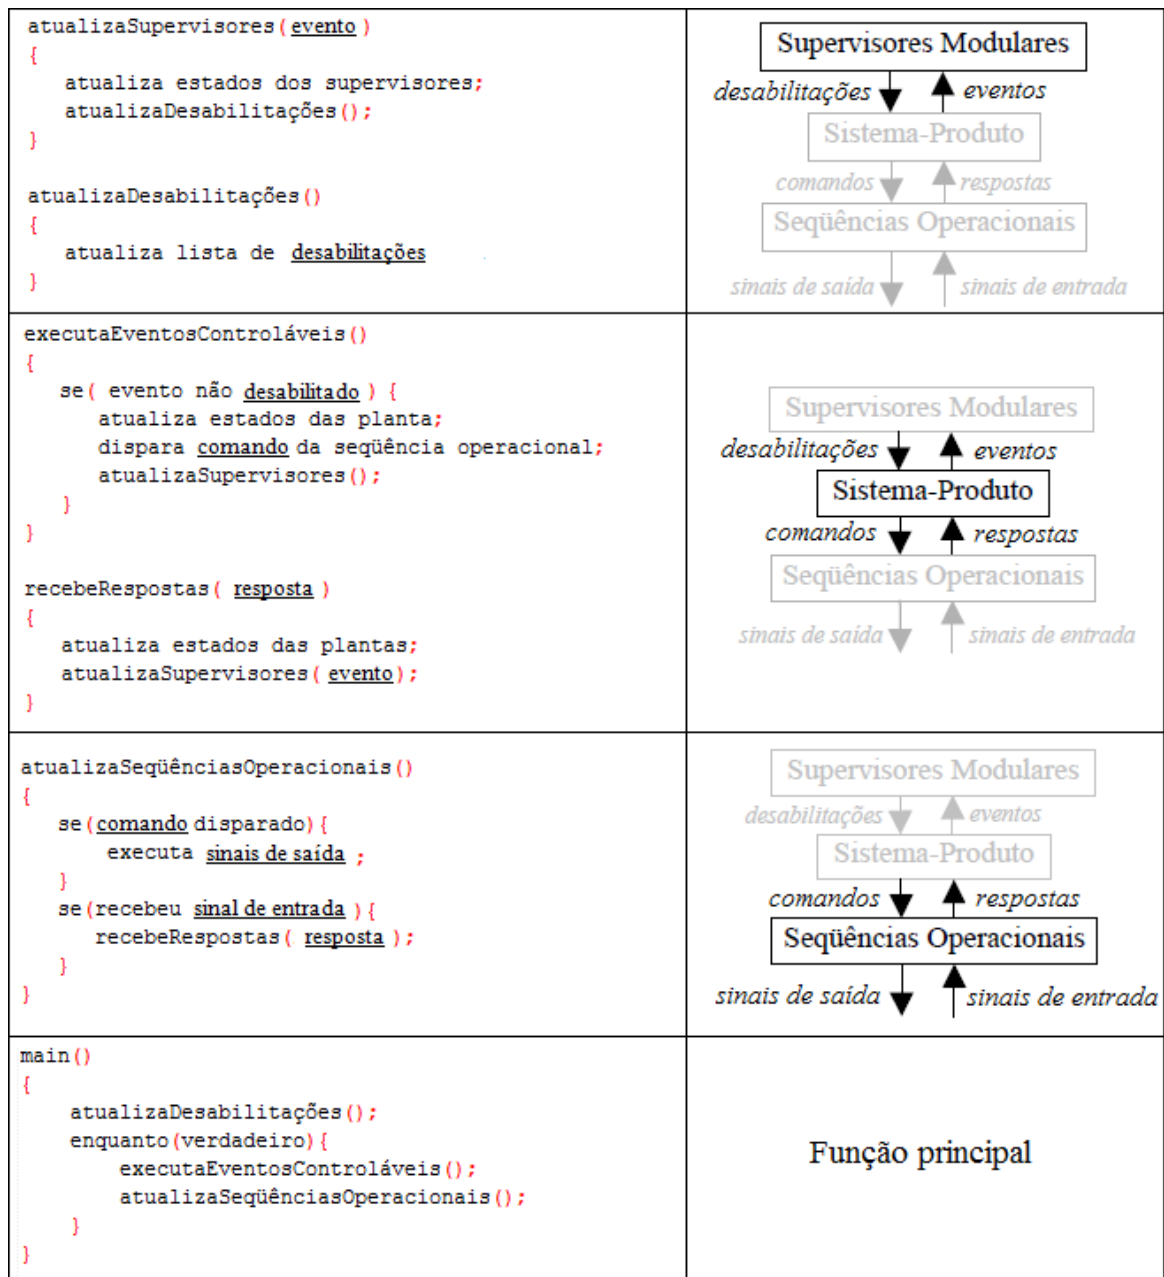 atualizaSupervisores( evento )
{
atualiza estados dos supervisores;
atualizaDesabilitações();
}
atualizaDesabilitações()
{
atualiza lista de desabilitações
}
Supervisores Modulares
desabilitações eventos
Sistema-Produto
comandos respostas
Seqüências Operacionais
sinais de saída sinais de entrada
executaEventosControláveis()
{
se( evento não desabilitado ) {
atualiza estados das planta;
dispara comando da seqüência operacional;
atualizaSupervisores();
}
}
recebeRespostas( resposta )
{
atualiza estados das plantas;
atualizaSupervisores( evento);
}
Supervisores Modulares
desabilitações eventos
Sistema-Produto
comandos respostas
Seqüências Operacionais
sinais de saída sinais de entrada
atualizaSeqüênciasOperacionais()
{
se(comando disparado){
executa sinais de saída ;
}
se(recebeu sinal de entrada ){
recebeRespostas( resposta );
}
}
Supervisores Modulares
desabilitações eventos
Sistema-Produto
comandos respostas
Seqüências Operacionais
sinais de saída sinais de entrada
main()
{
atualizaDesabilitações();
enquanto(verdadeiro){
executaEventosControláveis();
atualizaSeqüênciasOperacionais();
}
}
Função principal